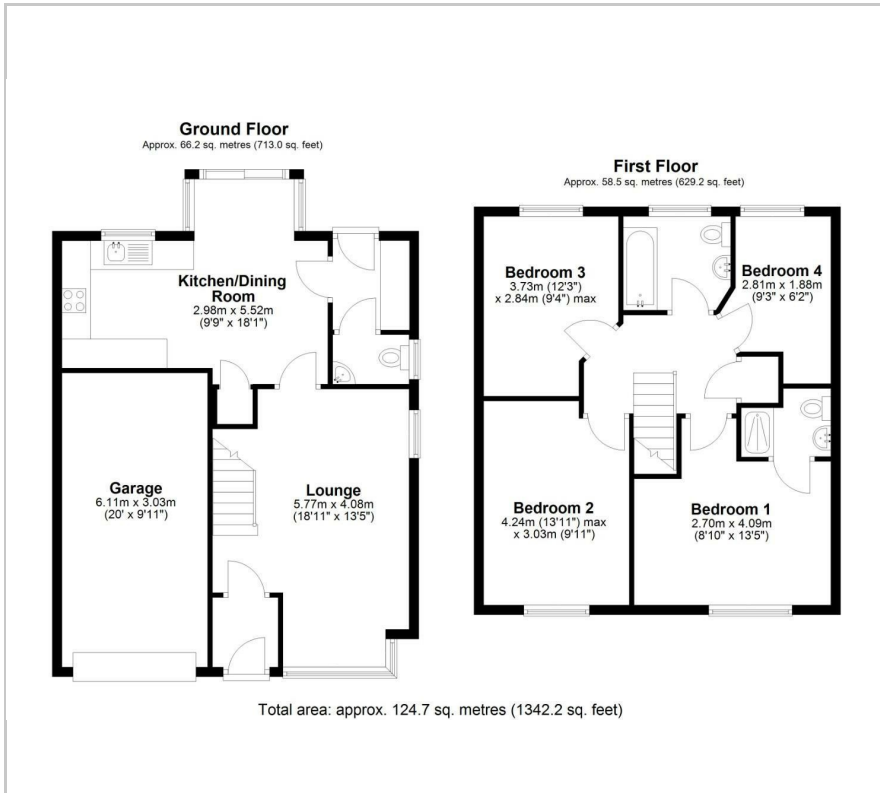 Ground Floor
Approx. 66.2 sq. metres (713.0 sq. feet)
Kitchen/Dining
Room
2.98m x 5.52m
(9'9" x 18'1")
Garage
6.11m x 3.03m
(20' x 9'11")
Lounge
5.77m x 4.08m
(18'11" x 13'5")
First Floor
Approx. 58.5 sq. metres (629.2 sq. feet)
Bedroom 3
3.73m (12'3")
x 2.84m (9'4") max
Bedroom 4
2.81m x 1.88m
(9'3" x 6'2")
Bedroom 2
4.24m (13'11") max
x 3.03m (9'11")
Bedroom 1
2.70m x 4.09m
(8'10" x 13'5")
Total area: approx. 124.7 sq. metres (1342.2 sq. feet)